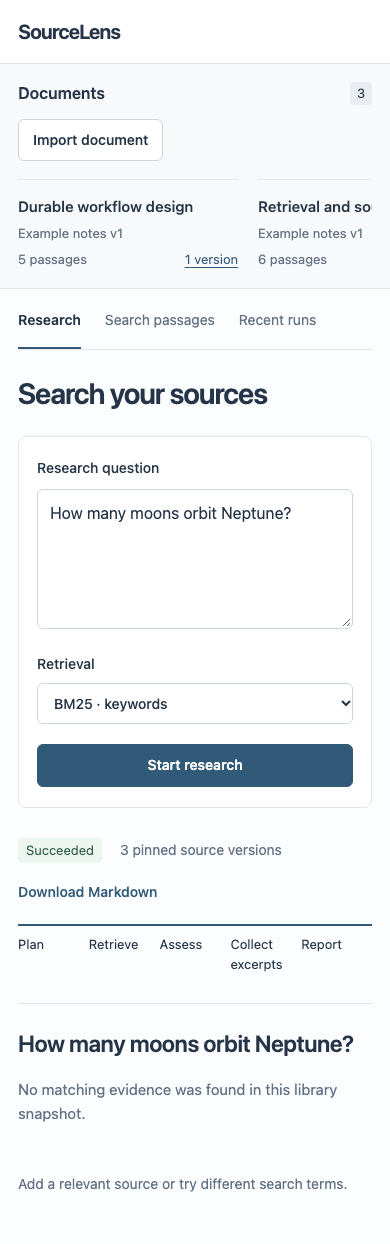 SourceLens
Documents
3
Import document
Durable workflow design
Example notes v1
5 passages
1 version
Retrieval and
Example notes v1
6 passages
Research
Search passages
Recent runs
Search your sources
Research question
How many moons orbit Neptune?
Retrieval
BM25 · keywords
Start research
Succeeded
3 pinned source versions
Download Markdown
Plan
Retrieve
Assess
Collect
excerpts
Report
How many moons orbit Neptune?
No matching evidence was found in this library
snapshot.
Add a relevant source or try different search terms.